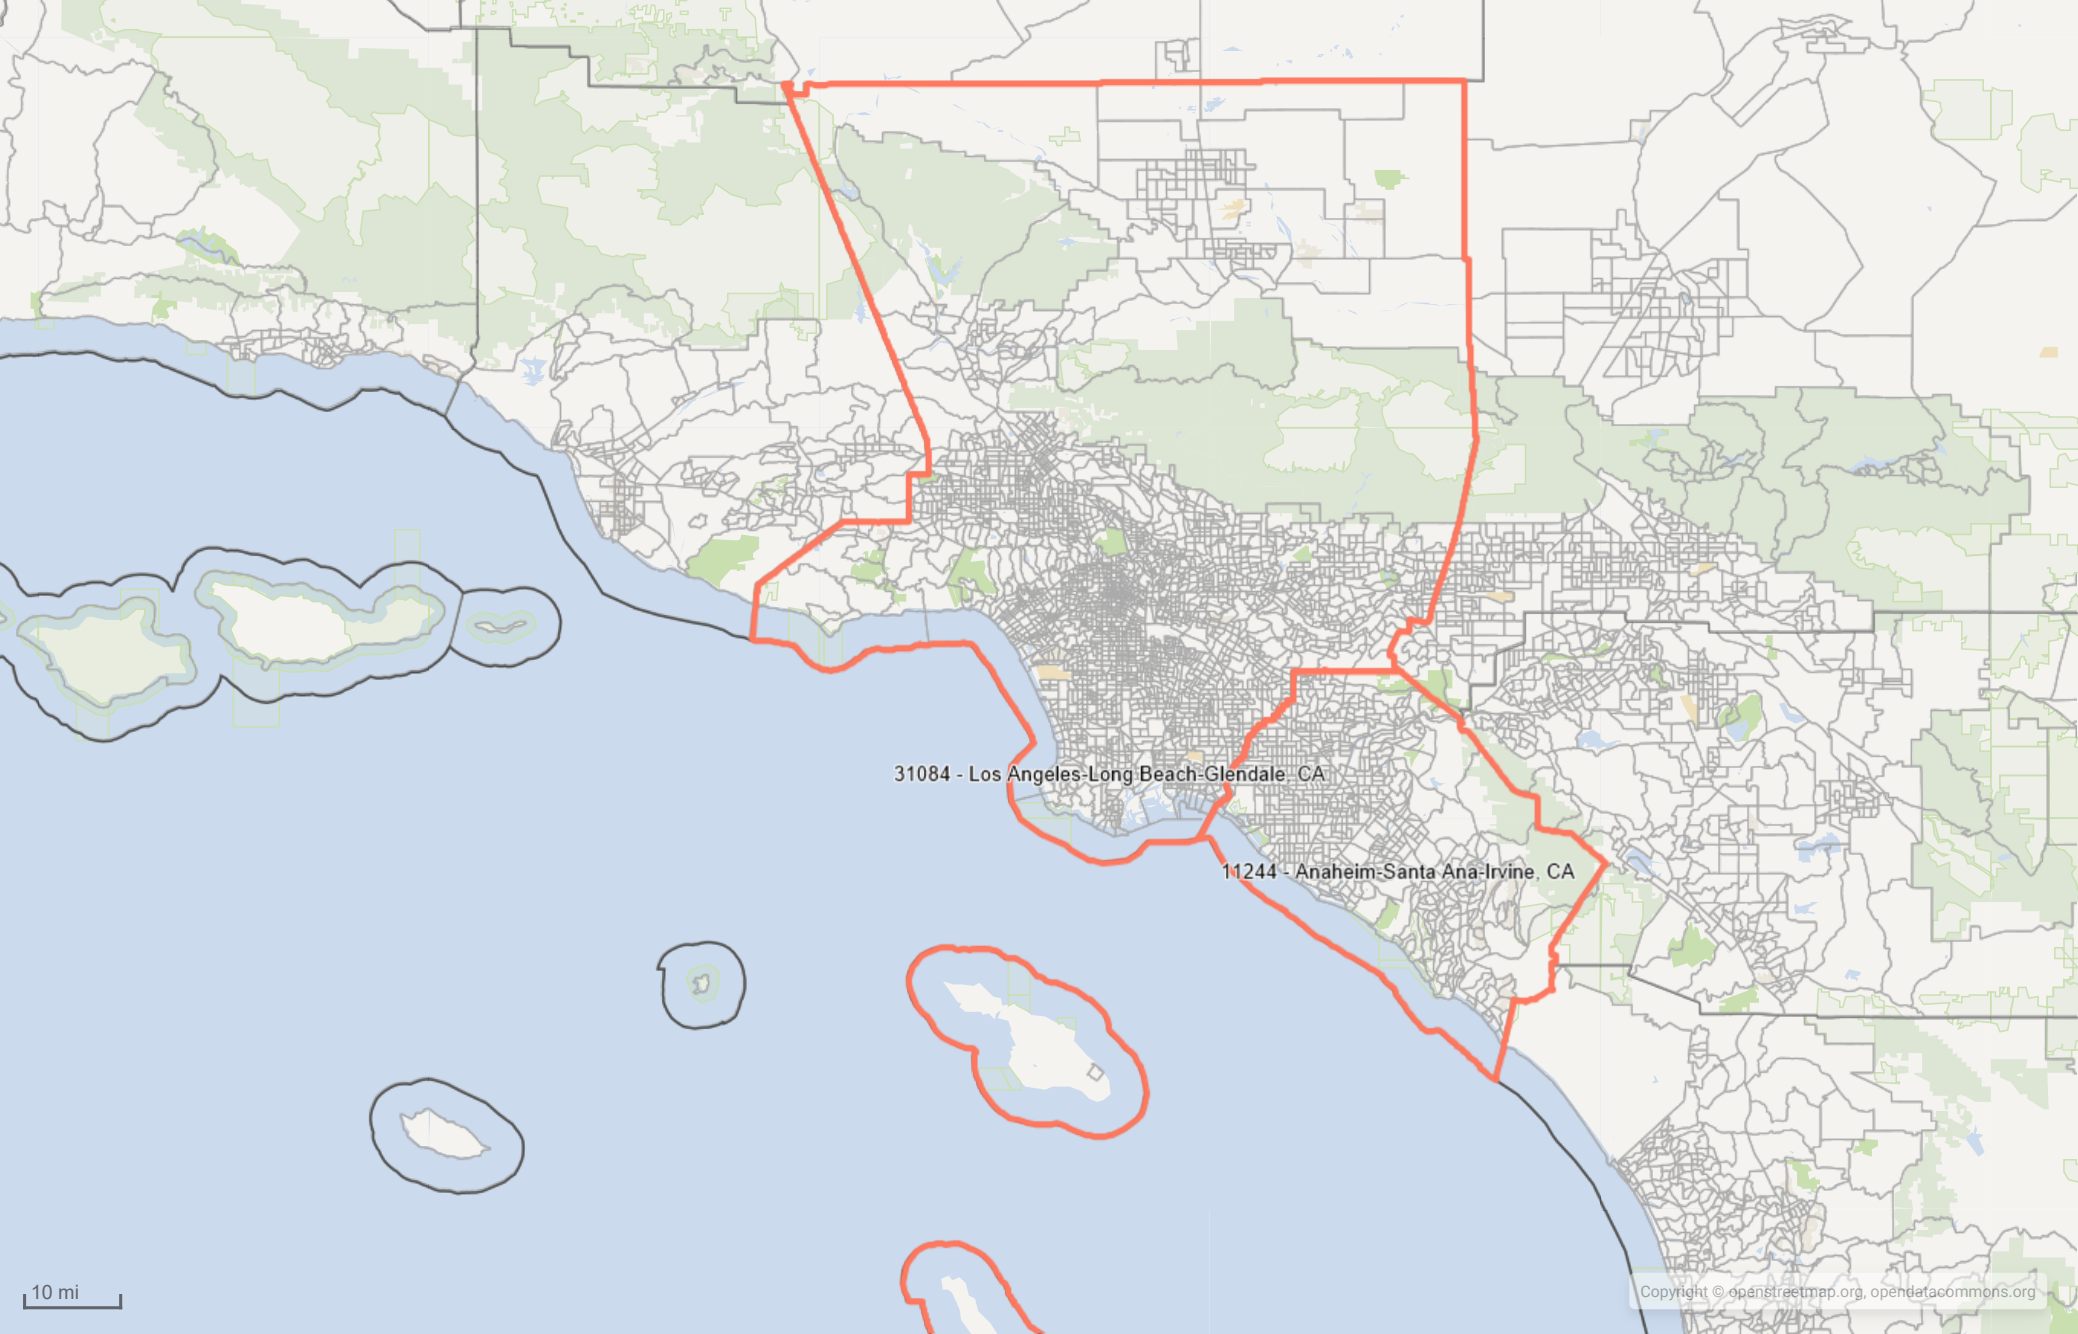 31084 - Los Angeles-Long Beach-Glendale, CA
11244 - Anaheim-Santa Ana-Irvine, CA
10 mi
Copyright © openstreetmap.org, opendatacommons.org